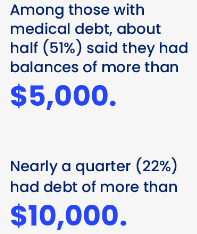 Among those with
medical debt, about
half (51%) said they had
balances of more than
$5,000.
Nearly a quarter (22%)
had debt of more than
$10,000.